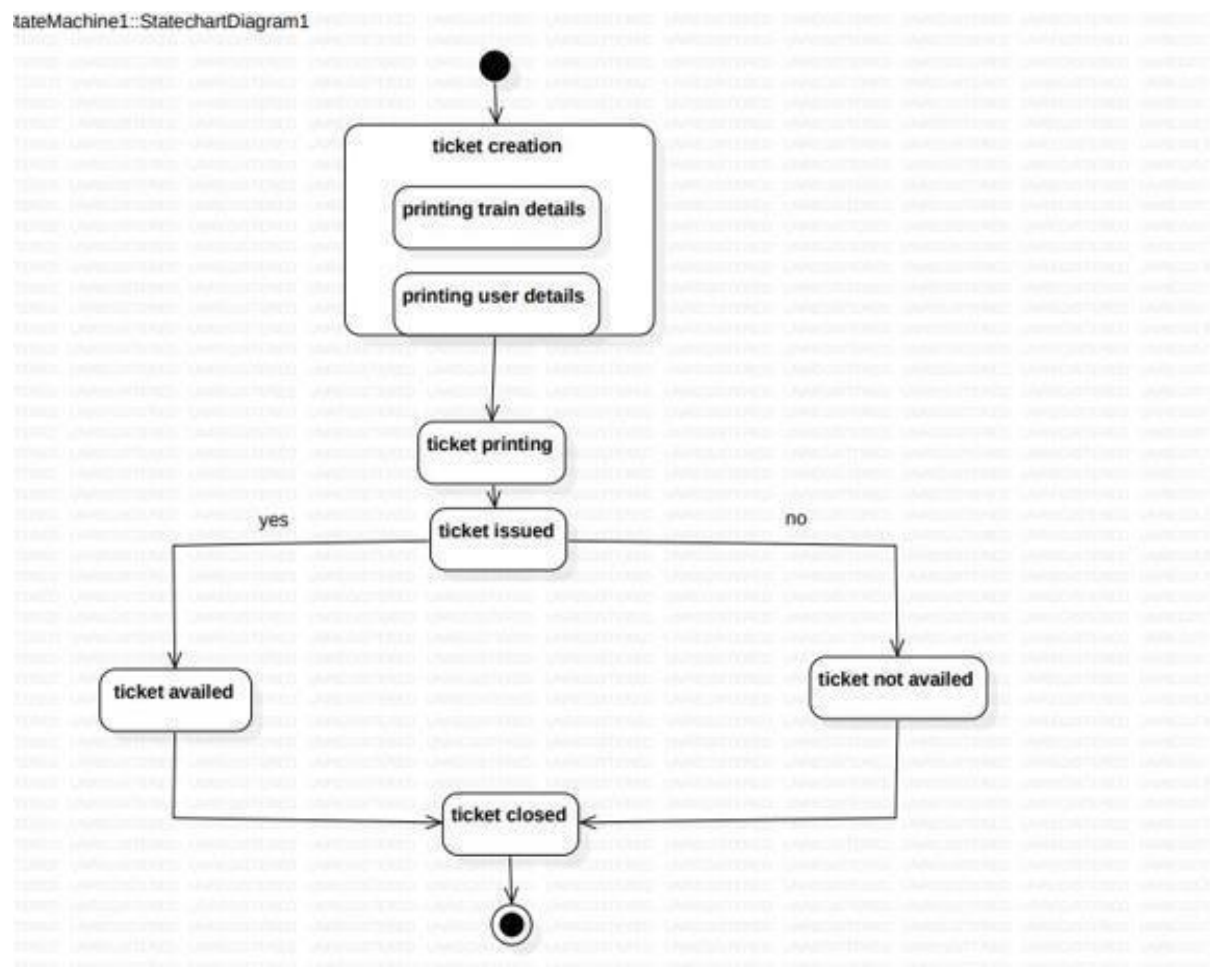 tateMachine1::StatechartDiagram1
ticket creation
printing train details
printing user details
ticket printing
ticket issued
yes
no
ticket availed
ticket not availed
ticket closed